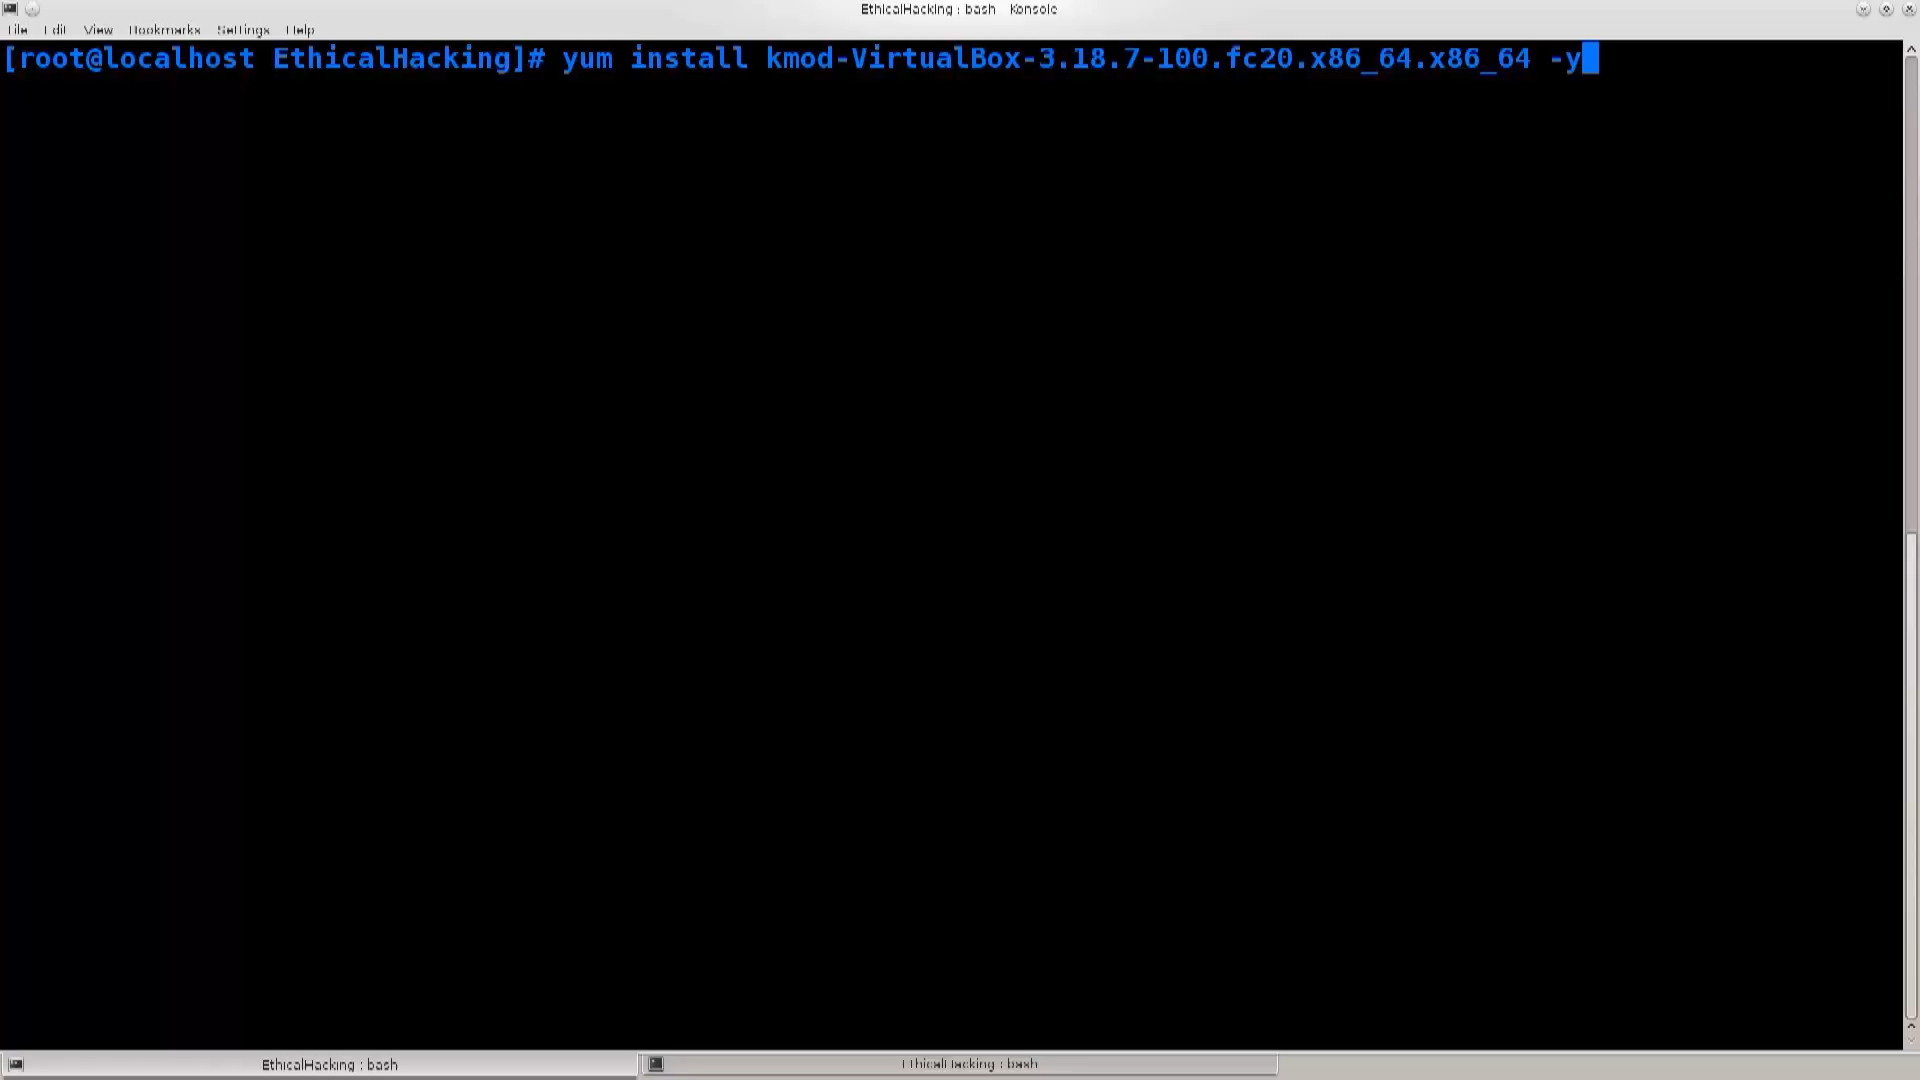 EthicalHacking : bash Konsole
File Edit View Bookmarks Settings Help
[root@localhost EthicalHacking]# yum install kmod-VirtualBox-3.18.7-100.fc20.x86_64.x86_64 -y
EthicalHacking : bash
EthicalHacking : bash